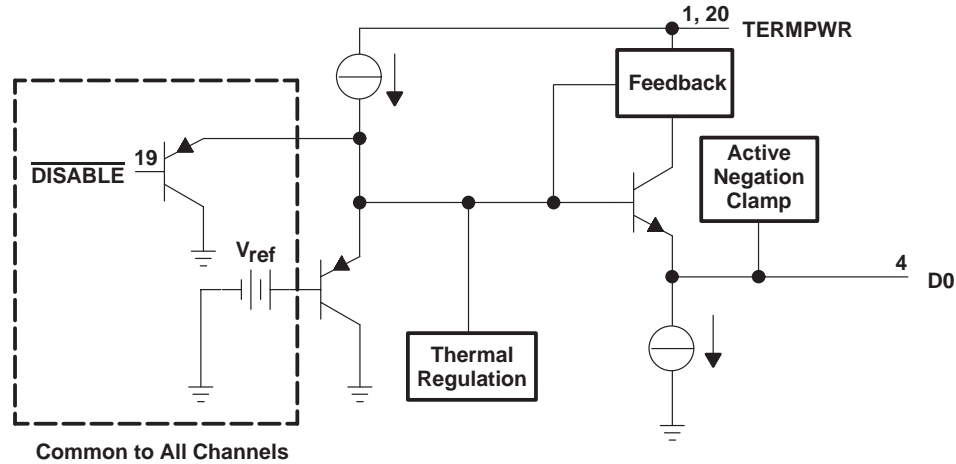 1, 20
TERMPWR
Feedback
19
DISABLE
Active
Negation
Clamp
Vref
4
D0
Thermal
Regulation
Common to All Channels